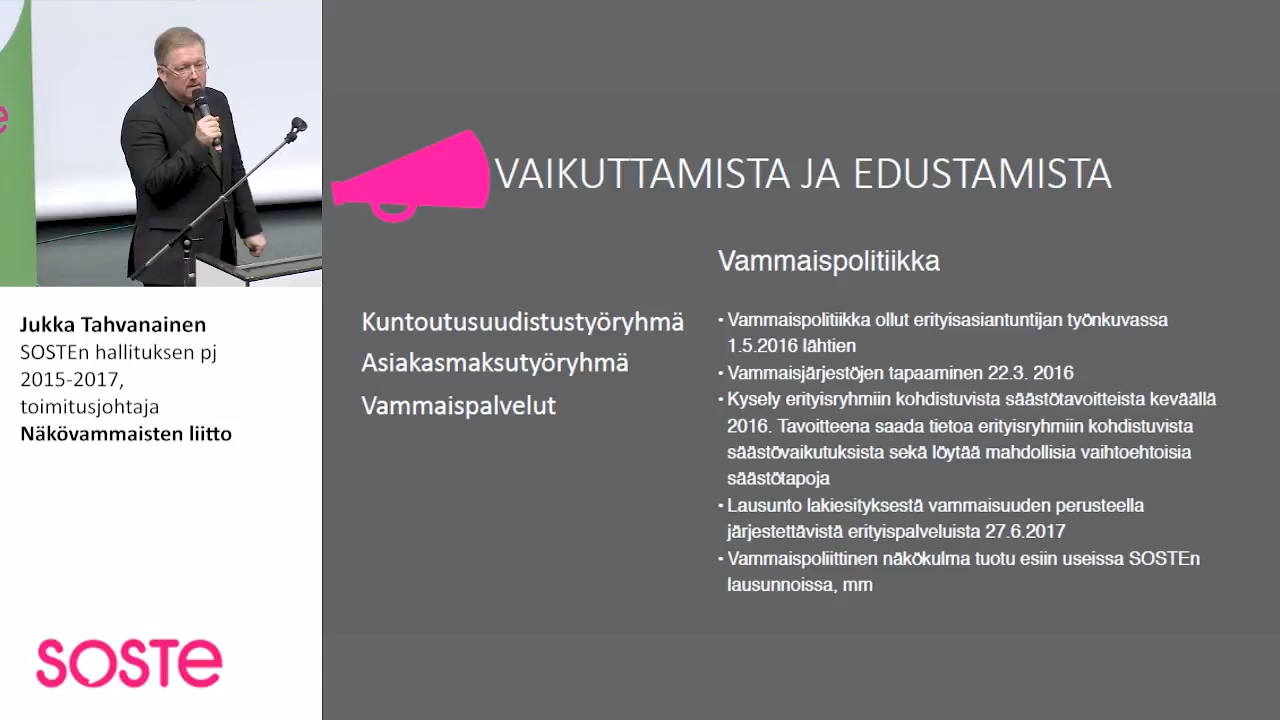 Jukka Tahvanainen
SOSTEn hallituksen pj
2015-2017,
toimitusjohtaja
Näkövammaisten liitto
soste
VAIKUTTAMISTA JA EDUSTAMISTA
Kuntoutusuudistustyöryhmä
Asiakasmaksutyöryhmä
Vammaispalvelut
Vammaispolitiikka
• Vammaispolitiikka ollut erityisasiantuntijan työnkuvassa
1.5.2016 lähtien
• Vammaisjärjestöjen tapaaminen 22.3. 2016
• Kysely erityisryhmiin kohdistuvista säästötavoitteista keväällä
2016. Tavoitteena saada tietoa erityisryhmiin kohdistuvista
säästövaikutuksista sekä löytää mahdollisia vaihtoehtoisia
säästötapoja
• Lausunto lakiesityksestä vammaisuuden perusteella
järjestettävistä erityispalveluista 27.6.2017
• Vammaispoliittinen näkökulma tuotu esiin useissa SOSTEn
lausunnoissa, mm